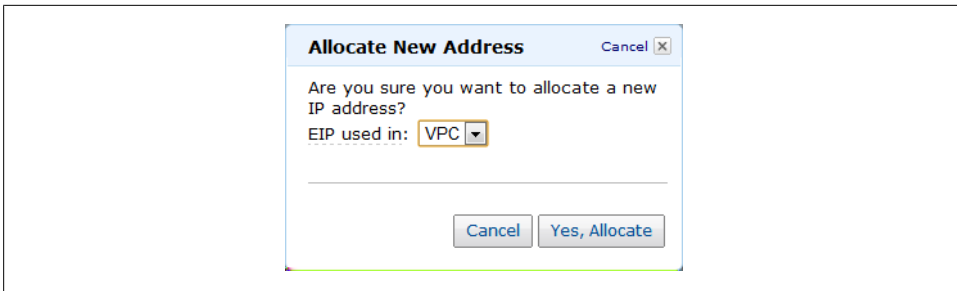 Allocate New Address Cancel
Are you sure you want to allocate a new
IP address?
EIP used in: VPC
Cancel Yes, Allocate